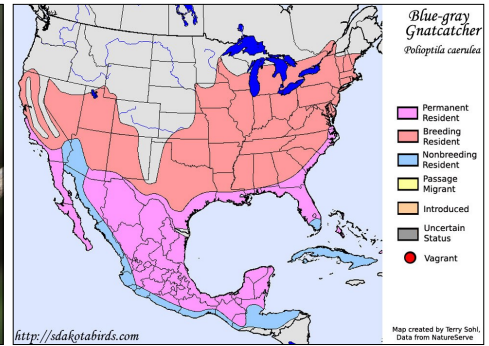 Blue-gray
Gnatcatcher
Polioptila caerulea
Permanent
Resident
Breeding
Resident
Nonbreeding
Resident
Passage
Migrant
Introduced
Uncertain
Status
Vagrant
http://sdakotabirds.com
Map created by Terry Sohl,
Data from NatureServe